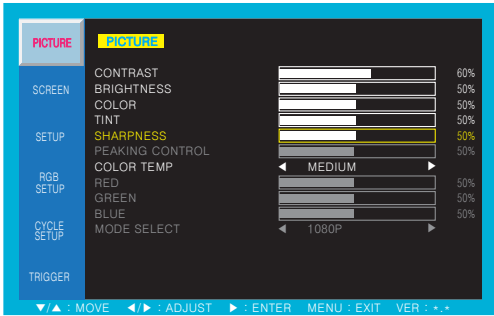 PICTURE
SCREEN
SETUP
RGB
SETUP
CYCLE
SETUP
TRIGGER
PICTURE
CONTRAST 60%
BRIGHTNESS 50%
COLOR 50%
TINT 50%
SHARPNESS 50%
PEAKING CONTROL 50%
COLOR TEMP ◀ MEDIUM ▶
RED 50%
GREEN 50%
BLUE 50%
MODE SELECT ◀ 1080P ▶
▼/▲ : MOVE ◀/▶ : ADJUST ▶ : ENTER MENU : EXIT VER : *.*